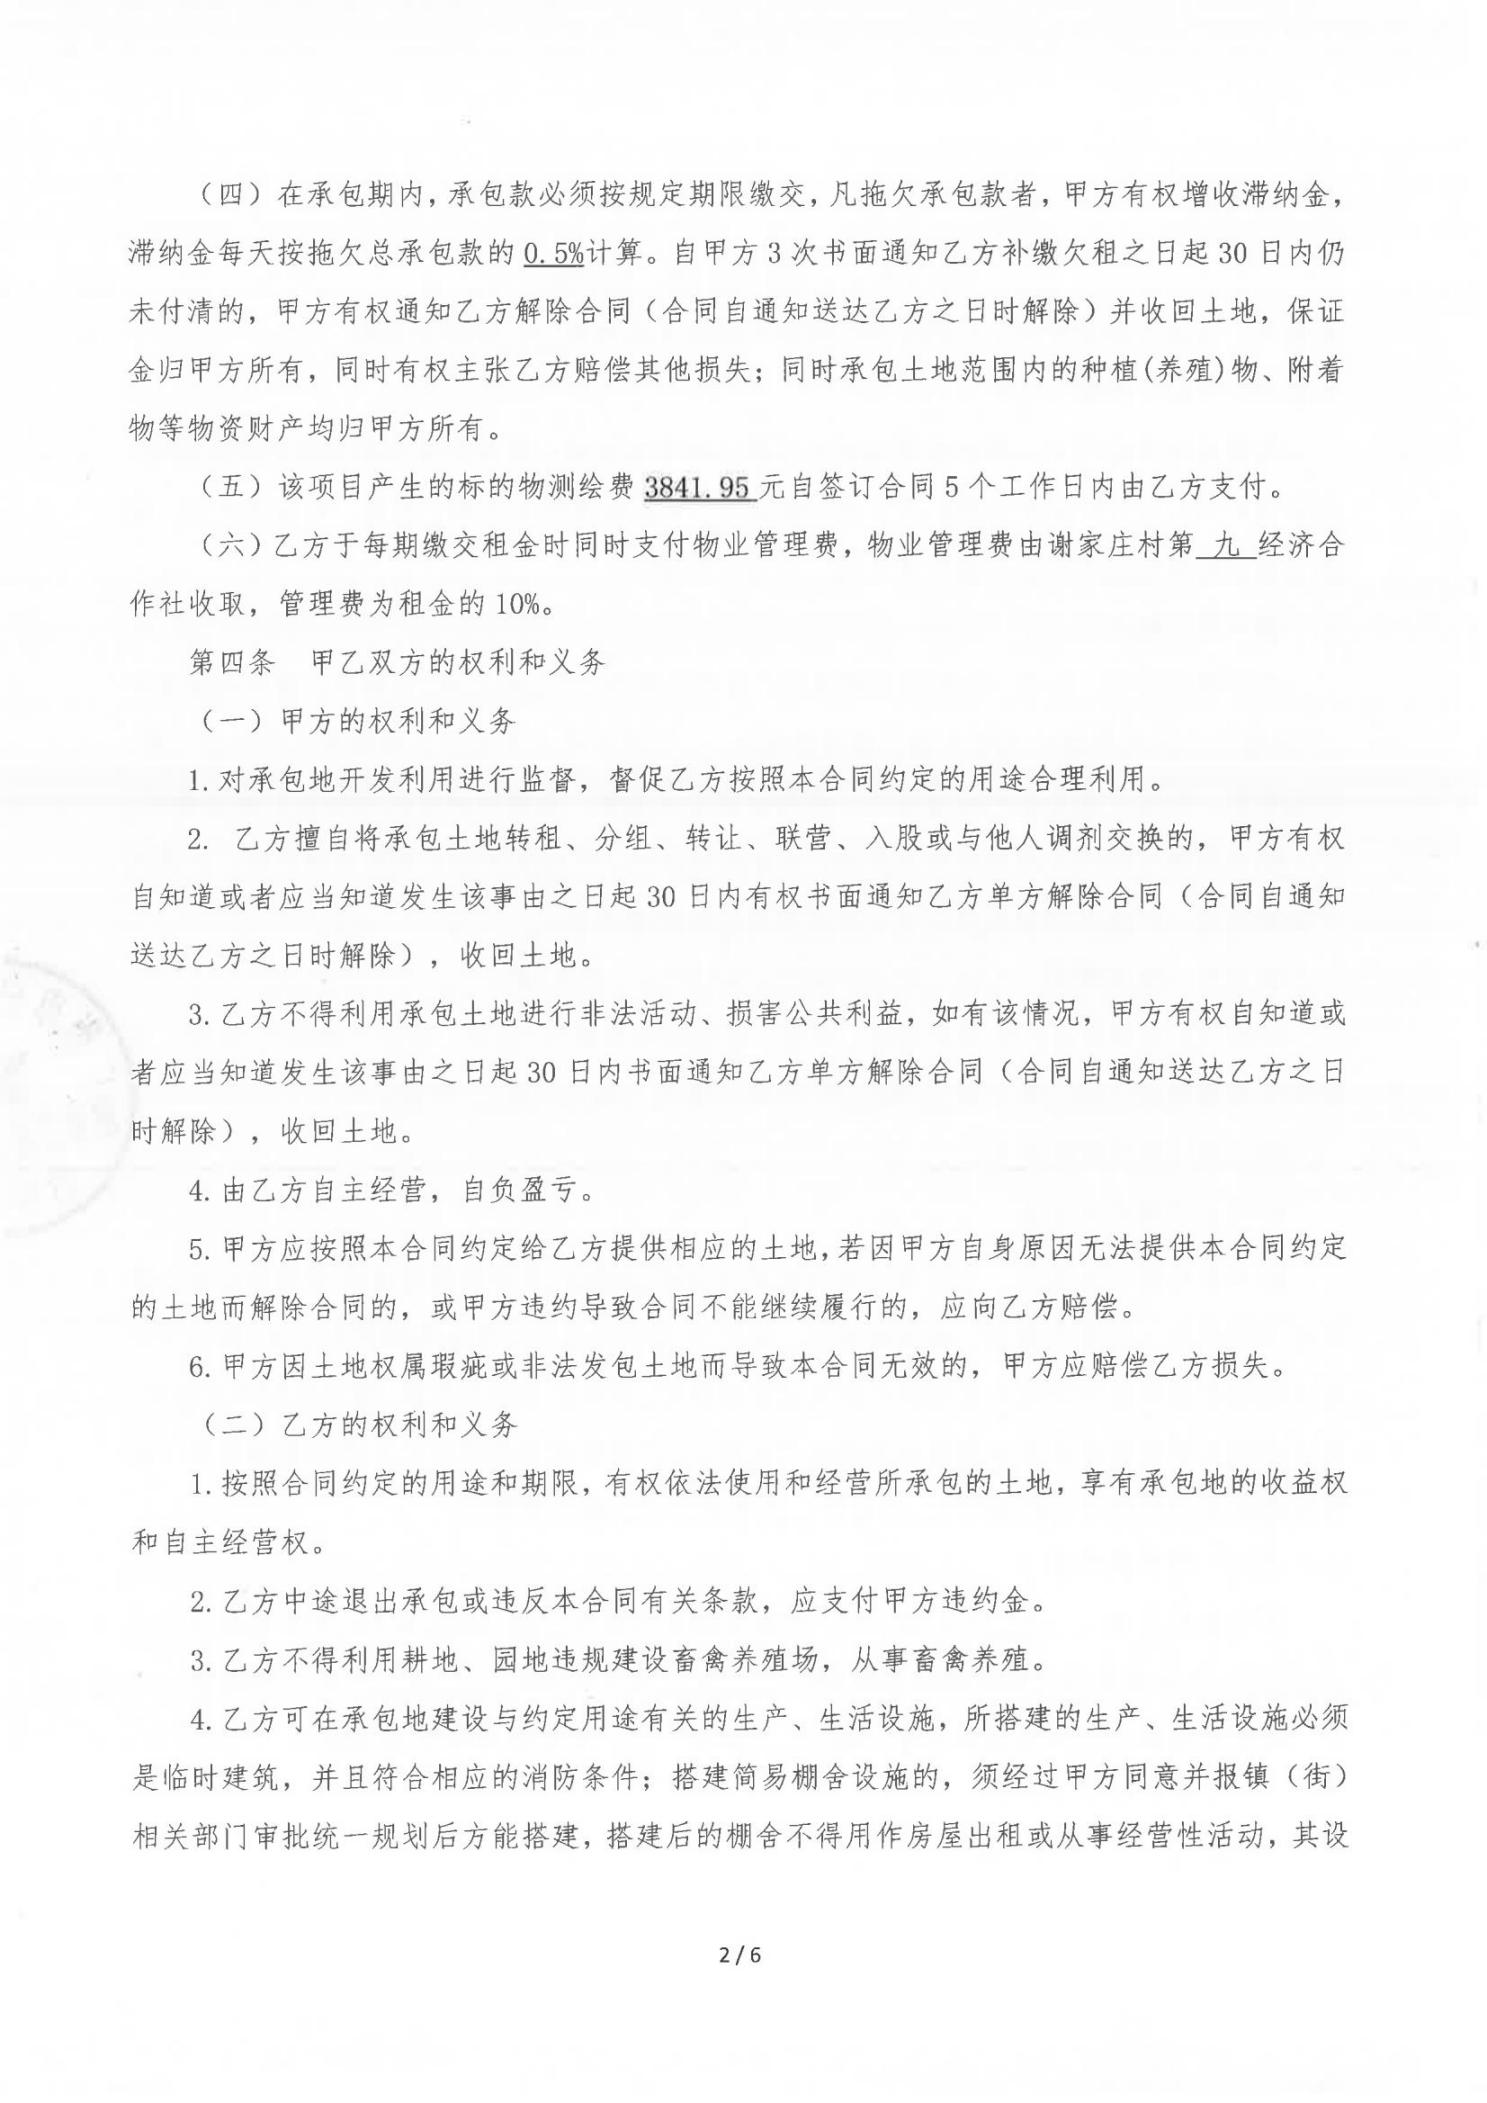 （四）在承包期内，承包款必须按规定期限缴交，凡拖欠承包款者，甲方有权增收滞纳金，
滞纳金每天按拖欠总承包款的 0.5%计算。自甲方 3 次书面通知乙方补缴欠租之日起 30 日内仍
未付清的，甲方有权通知乙方解除合同（合同自通知送达乙方之日时解除）并收回土地，保证
金归甲方所有，同时有权主张乙方赔偿其他损失；同时承包土地范围内的种植(养殖)物、附着
物等物资财产均归甲方所有。
（五）该项目产生的标的物测绘费 3841.95 元自签订合同 5 个工作日内由乙方支付。
（六）乙方于每期缴交租金时同时支付物业管理费，物业管理费由谢家庄村第 九 经济合
作社收取，管理费为租金的 10%。
第四条 甲乙双方的权利和义务
（一）甲方的权利和义务
1.对承包地开发利用进行监督，督促乙方按照本合同约定的用途合理利用。
2. 乙方擅自将承包土地转租、分组、转让、联营、入股或与他人调剂交换的，甲方有权
自知道或者应当知道发生该事由之日起 30 日内有权书面通知乙方单方解除合同（合同自通知
送达乙方之日时解除），收回土地。
3.乙方不得利用承包土地进行非法活动、损害公共利益，如有该情况，甲方有权自知道或
者应当知道发生该事由之日起 30 日内书面通知乙方单方解除合同（合同自通知送达乙方之日
时解除），收回土地。
4.由乙方自主经营，自负盈亏。
5.甲方应按照本合同约定给乙方提供相应的土地，若因甲方自身原因无法提供本合同约定
的土地而解除合同的，或甲方违约导致合同不能继续履行的，应向乙方赔偿。
6.甲方因土地权属瑕疵或非法发包土地而导致本合同无效的，甲方应赔偿乙方损失。
（二）乙方的权利和义务
1.按照合同约定的用途和期限，有权依法使用和经营所承包的土地，享有承包地的收益权
和自主经营权。
2.乙方中途退出承包或违反本合同有关条款，应支付甲方违约金。
3.乙方不得利用耕地、园地违规建设畜禽养殖场，从事畜禽养殖。
4.乙方可在承包地建设与约定用途有关的生产、生活设施，所搭建的生产、生活设施必须
是临时建筑，并且符合相应的消防条件；搭建简易棚舍设施的，须经过甲方同意并报镇（街）
相关部门审批统一规划后方能搭建，搭建后的棚舍不得用作房屋出租或从事经营性活动，其设
2 / 6